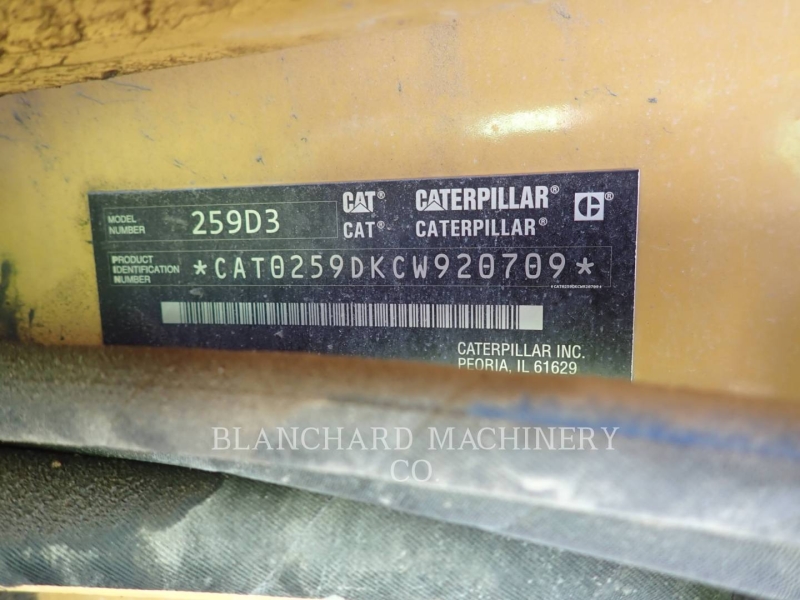 MODEL NUMBER 259D3
CAT® CATERPILLAR®
CAT® CATERPILLAR®
PRODUCT IDENTIFICATION NUMBER *CAT0259DKCW920709*
*CAT0259DKCW920709*
CATERPILLAR INC.
PEORIA, IL 61629
BLANCHARD MACHINERY
CO.